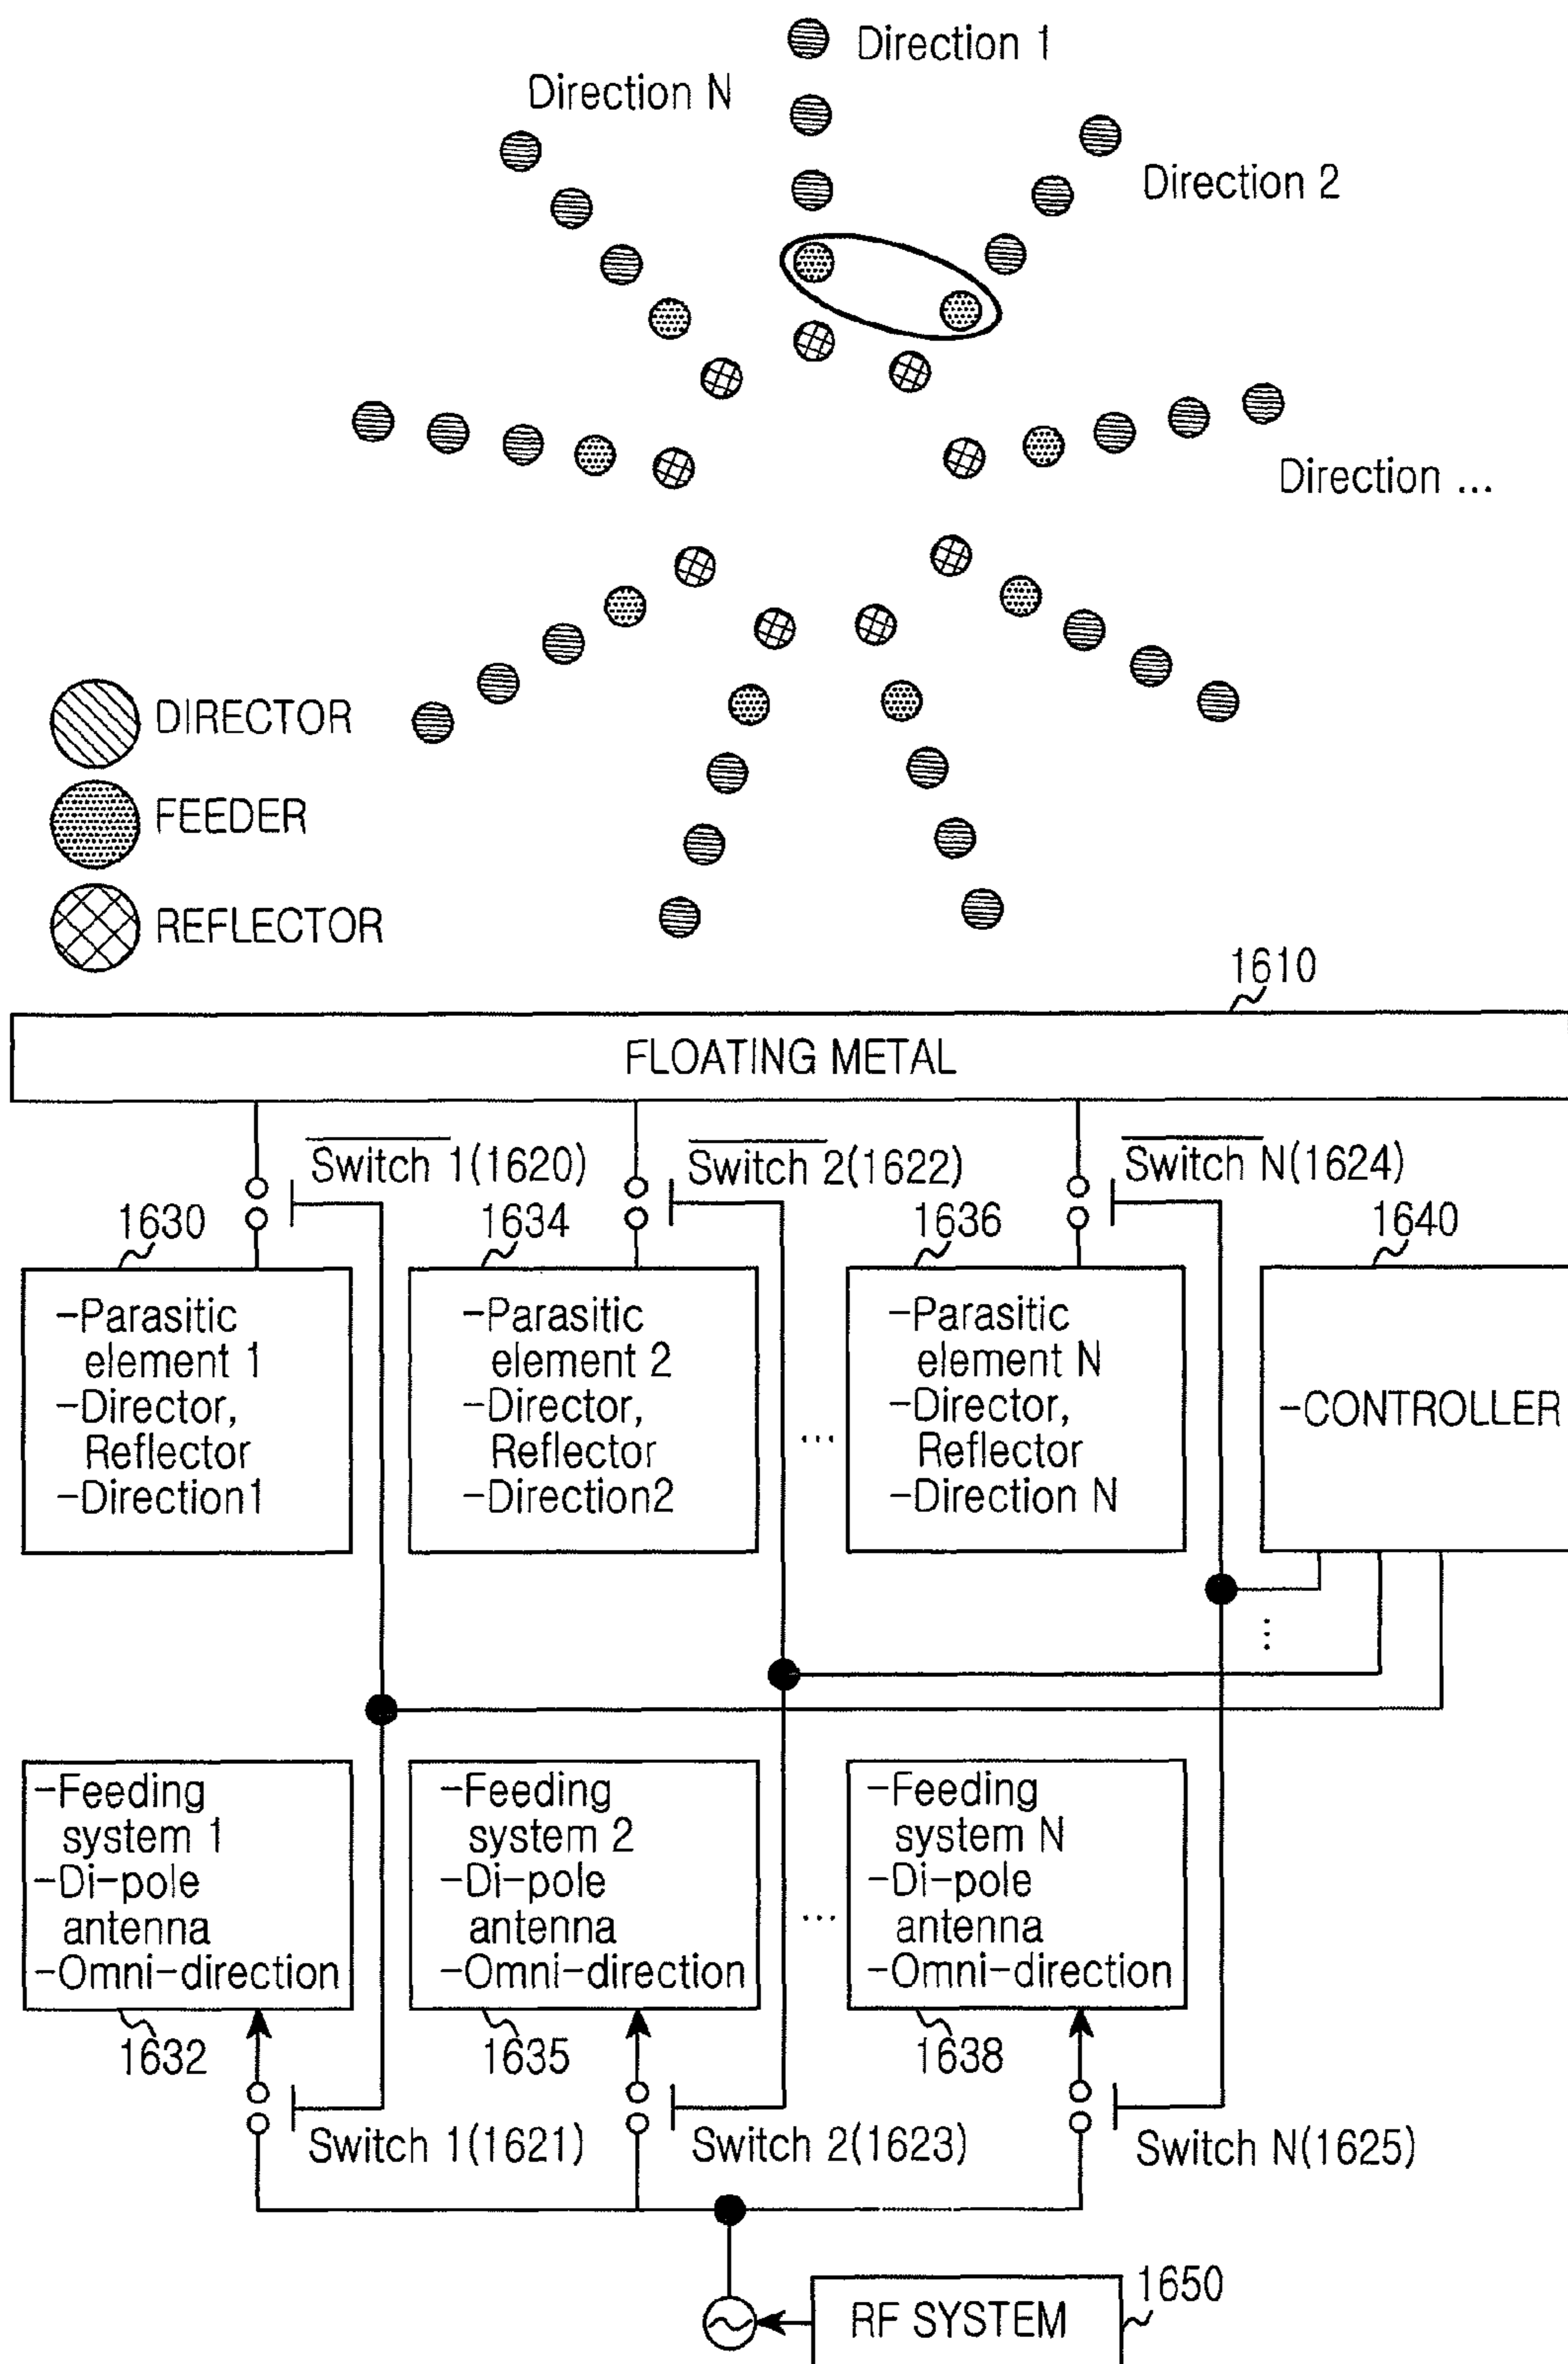 Direction 1
Direction N
Direction 2
Direction ...
DIRECTOR
FEEDER
REFLECTOR
1610
FLOATING METAL
Switch 1(1620)
Switch 2(1622)
Switch N(1624)
1630
1634
1636
1640
-Parasitic
element 1
-Director,
Reflector
-Direction1
-Parasitic
element 2
-Director,
Reflector
-Direction2
...
-Parasitic
element N
-Director,
Reflector
-Direction N
-CONTROLLER
...
-Feeding
system 1
-Di-pole
antenna
-Omni-direction
-Feeding
system 2
-Di-pole
antenna
-Omni-direction
...
-Feeding
system N
-Di-pole
antenna
-Omni-direction
1632
1635
1638
Switch 1(1621)
Switch 2(1623)
Switch N(1625)
1650
RF SYSTEM